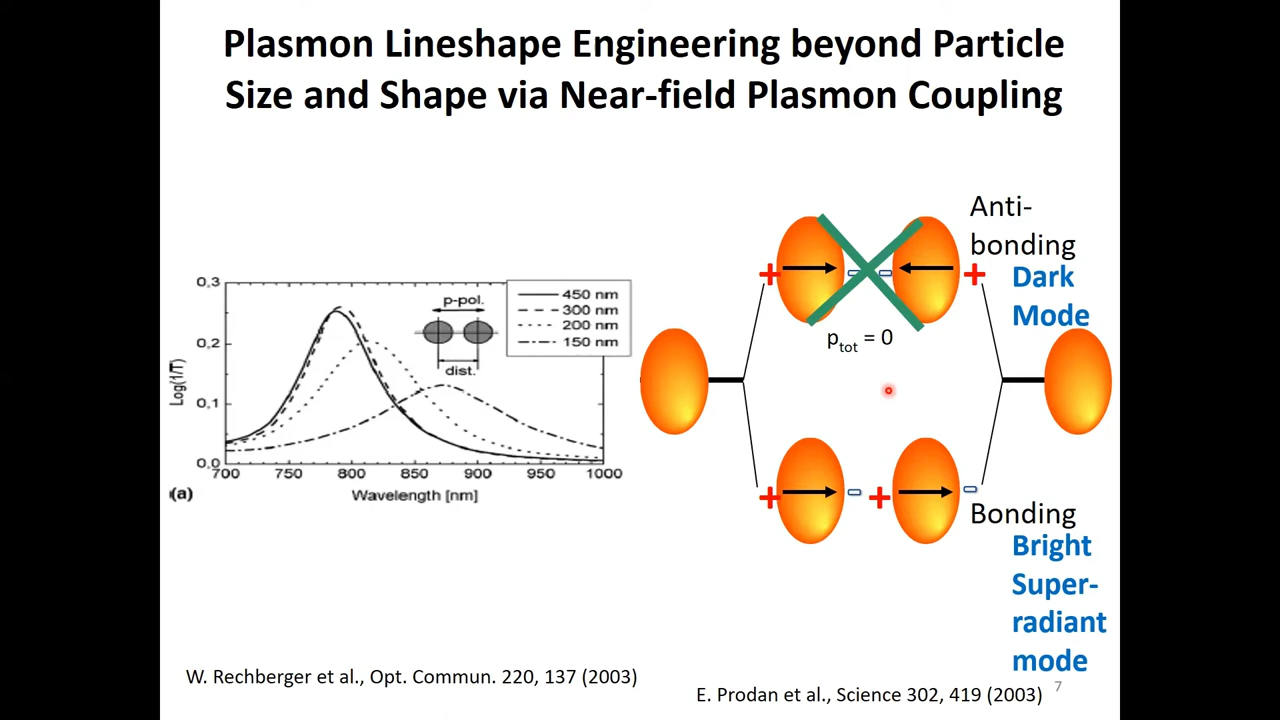 Plasmon Lineshape Engineering beyond Particle
Size and Shape via Near-field Plasmon Coupling
0,3
0,2
0,1
0,0
Log(1/T)
700 750 800 850 900 950 1000
Wavelength [nm]
(a)
p-pol.
dist.
450 nm
300 nm
200 nm
150 nm
Anti-
bonding
Dark
Mode
+ - - +
ptot = 0
+ - + -
Bonding
Bright
Super-
radiant
mode
W. Rechberger et al., Opt. Commun. 220, 137 (2003)
E. Prodan et al., Science 302, 419 (2003)
7